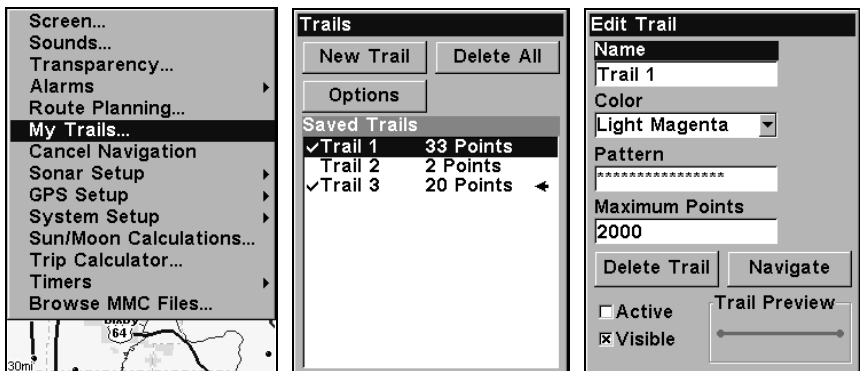 Screen...
Sounds...
Transparency...
Alarms
Route Planning...
My Trails...
Cancel Navigation
Sonar Setup
GPS Setup
System Setup
Sun/Moon Calculations...
Trip Calculator...
Timers
Browse MMC Files...
Bixby
64
30mi
Trails
New Trail Delete All
Options
Saved Trails
✓Trail 1 33 Points
Trail 2 2 Points
✓Trail 3 20 Points
Edit Trail
Name
Trail 1
Color
Light Magenta
Pattern
****************
Maximum Points
2000
Delete Trail Navigate
Active
Visible
Trail Preview